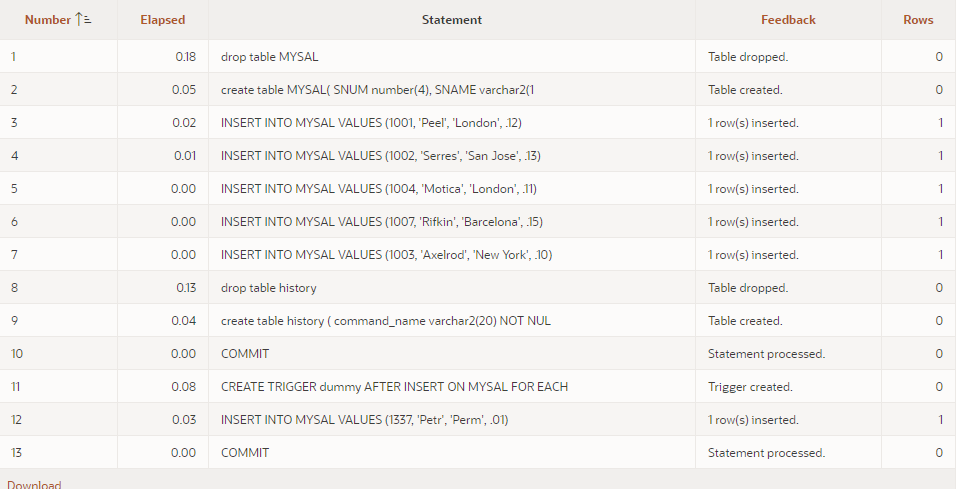 Number Elapsed Statement Feedback Rows
1 0.18 drop table MYSAL Table dropped. 0
2 0.05 create table MYSAL( SNUM number(4), SNAME varchar2(1 Table created. 0
3 0.02 INSERT INTO MYSAL VALUES (1001, 'Peel', 'London', .12) 1 row(s) inserted. 1
4 0.01 INSERT INTO MYSAL VALUES (1002, 'Serres', 'San Jose', .13) 1 row(s) inserted. 1
5 0.00 INSERT INTO MYSAL VALUES (1004, 'Motica', 'London', .11) 1 row(s) inserted. 1
6 0.00 INSERT INTO MYSAL VALUES (1007, 'Rifkin', 'Barcelona', .15) 1 row(s) inserted. 1
7 0.00 INSERT INTO MYSAL VALUES (1003, 'Axelrod', 'New York', .10) 1 row(s) inserted. 1
8 0.13 drop table history Table dropped. 0
9 0.04 create table history ( command_name varchar2(20) NOT NUL Table created. 0
10 0.00 COMMIT Statement processed. 0
11 0.08 CREATE TRIGGER dummy AFTER INSERT ON MYSAL FOR EACH Trigger created. 0
12 0.03 INSERT INTO MYSAL VALUES (1337, 'Petr', 'Perm', .01) 1 row(s) inserted. 1
13 0.00 COMMIT Statement processed. 0
Download